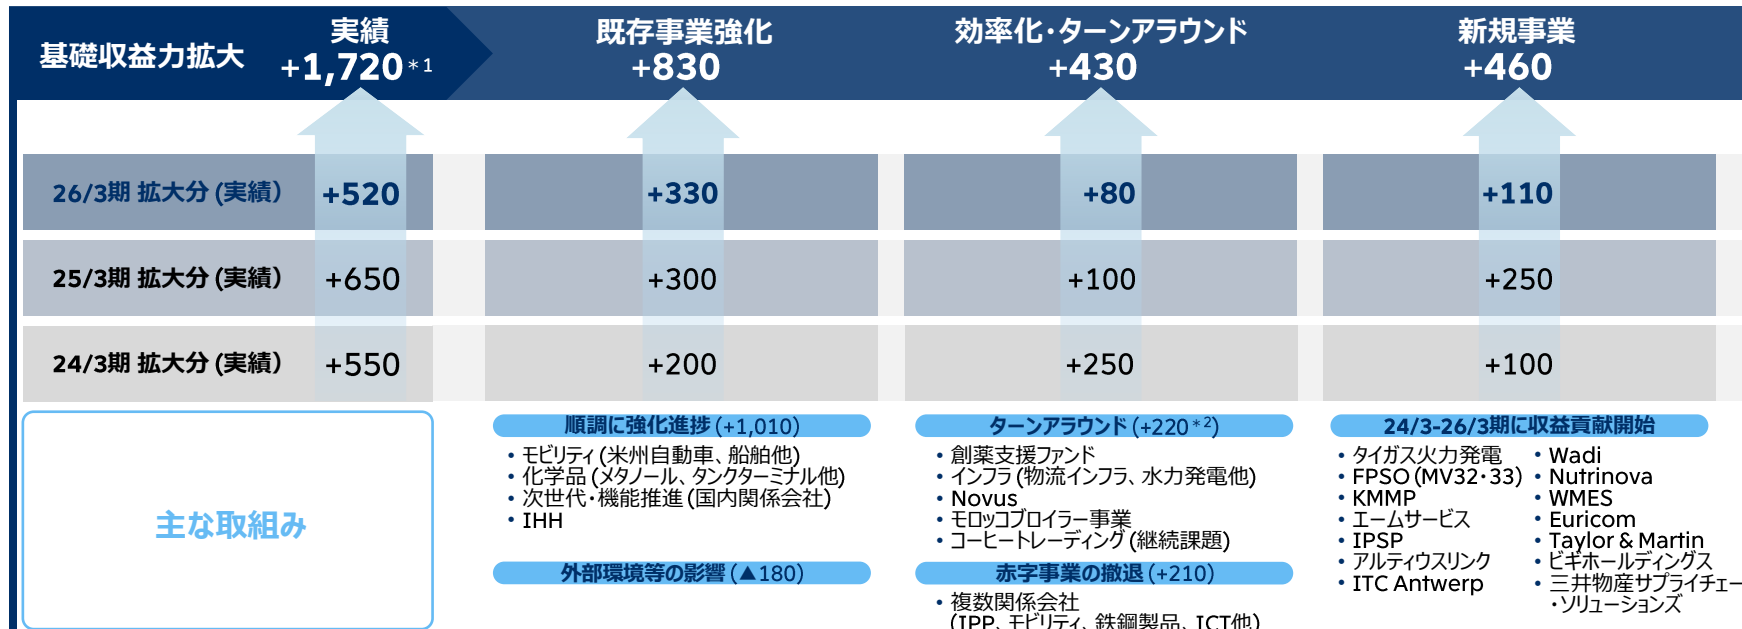 基礎収益力拡大
実績
+1,720＊1
既存事業強化
+830
効率化・ターンアラウンド
+430
新規事業
+460
26/3期 拡大分 (実績)
+520
+330
+80
+110
25/3期 拡大分 (実績)
+650
+300
+100
+250
24/3期 拡大分 (実績)
+550
+200
+250
+100
主な取組み
順調に強化進捗 (+1,010)
• モビリティ (米州自動車、船舶他)
• 化学品 (メタノール、タンクターミナル他)
• 次世代・機能推進 (国内関係会社)
• IHH
外部環境等の影響 (▲180)
ターンアラウンド (+220＊2)
• 創薬支援ファンド
• インフラ (物流インフラ、水力発電他)
• Novus
• モロッコブロイラー事業
• コーヒートレーディング (継続課題)
赤字事業の撤退 (+210)
• 複数関係会社
(IPP、モビリティ、鉄鋼製品、ICT他)
24/3-26/3期に収益貢献開始
• タイガス火力発電
• FPSO (MV32・33)
• KMMP
• エームサービス
• IPSP
• アルティウスリンク
• ITC Antwerp
• Wadi
• Nutrinova
• WMES
• Euricom
• Taylor & Martin
• ビギホールディングス
• 三井物産サプライチェー
・ソリューションズ